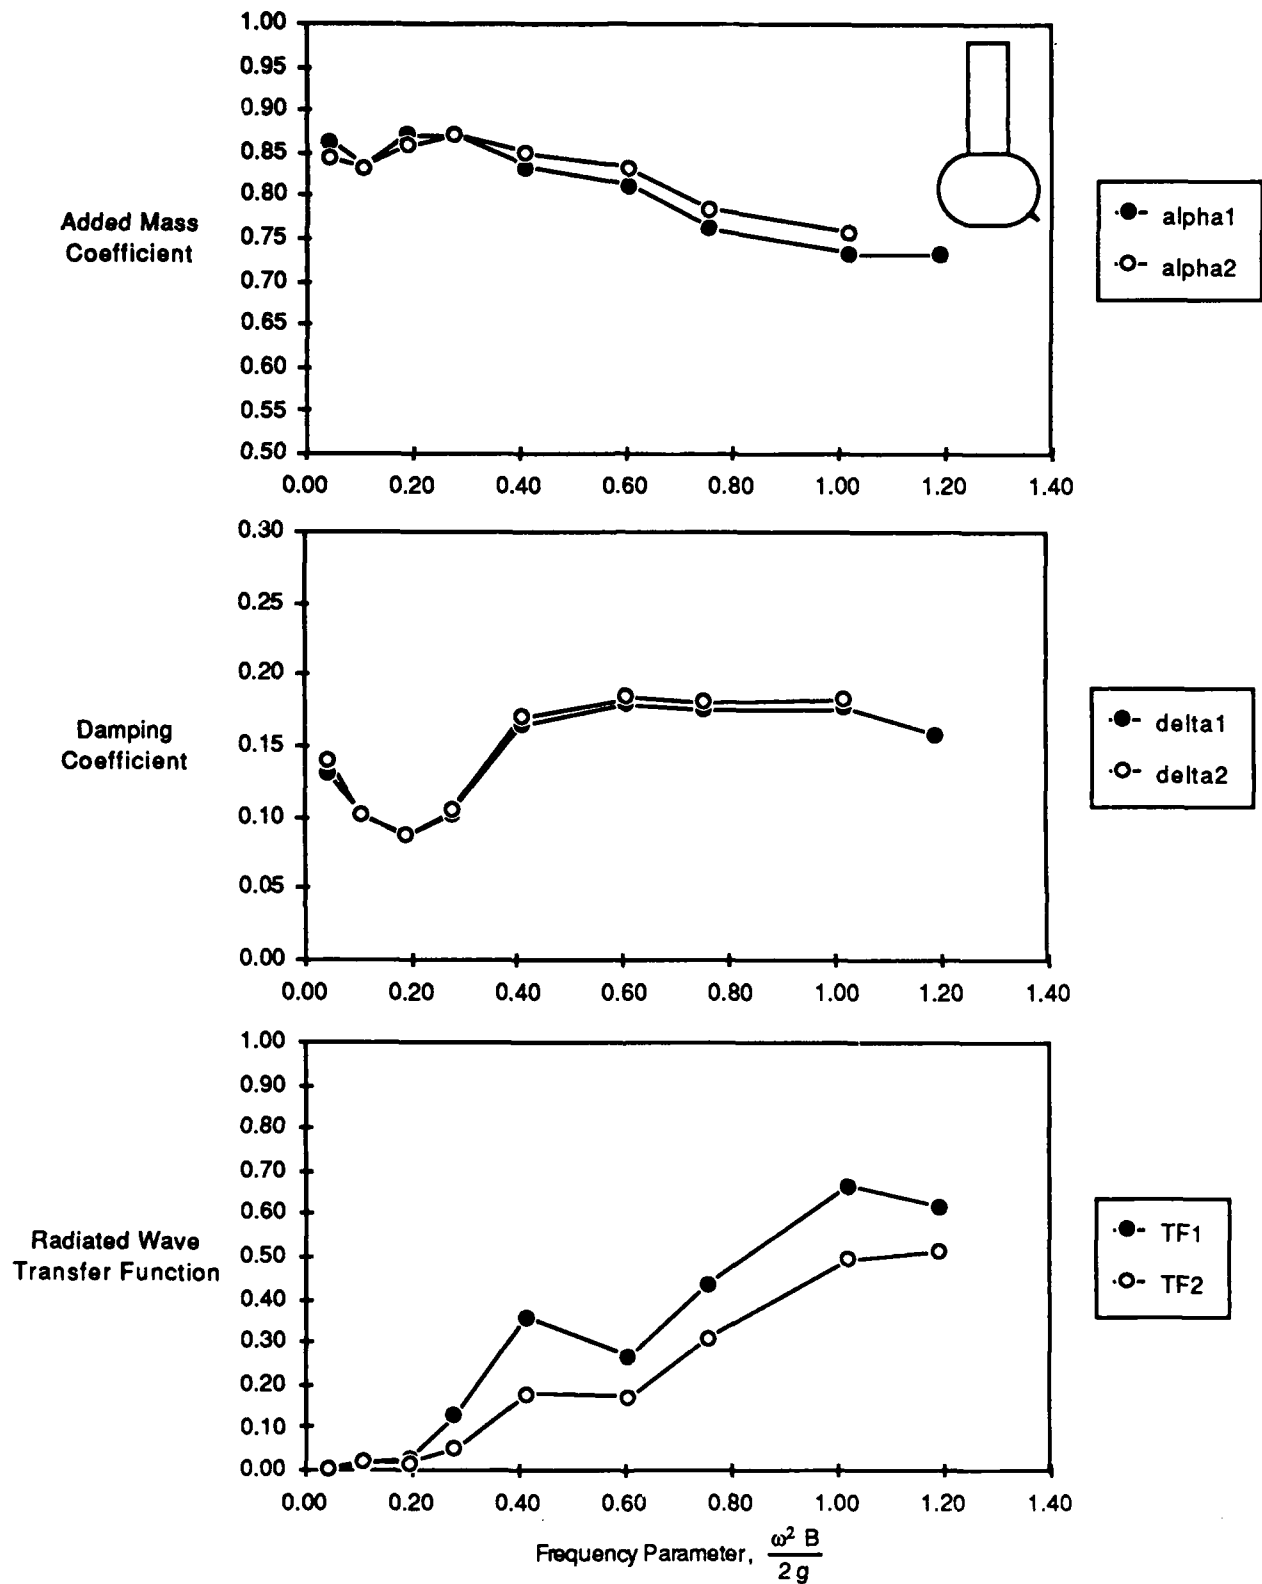 1.00
0.95
0.90
0.85
0.80
Added Mass
Coefficient
0.75
0.70
0.65
0.60
0.55
0.50
0.00 0.20 0.40 0.60 0.80 1.00 1.20 1.40
alpha1
alpha2
0.30
0.25
0.20
Damping
Coefficient
0.15
0.10
0.05
0.00
0.00 0.20 0.40 0.60 0.80 1.00 1.20 1.40
delta1
delta2
1.00
0.90
0.80
0.70
0.60
Radiated Wave
Transfer Function
0.50
0.40
0.30
0.20
0.10
0.00
0.00 0.20 0.40 0.60 0.80 1.00 1.20 1.40
TF1
TF2
Frequency Parameter, ω² B
2 g